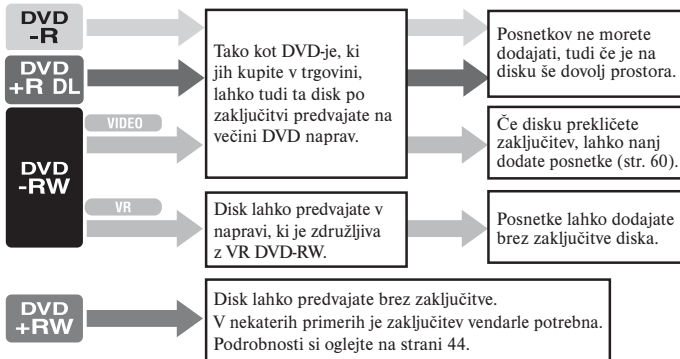 DVD
-R
DVD
+R DL
Tako kot DVD-je, ki
jih kupite v trgovini,
lahko tudi ta disk po
zaključitvi predvajate na
večini DVD naprav.
Posnetkov ne morete
dodajati, tudi če je na
disku še dovolj prostora.
DVD
-RW
VIDEO
Če disku prekličete
zaključitev, lahko nanj
dodate posnetke (str. 60).
VR
Disk lahko predvajate v
napravi, ki je združljiva
z VR DVD-RW.
Posnetke lahko dodajate
brez zaključitve diska.
DVD
+RW
Disk lahko predvajate brez zaključitve.
V nekaterih primerih je zaključitev vendarle potrebna.
Podrobnosti si oglejte na strani 44.